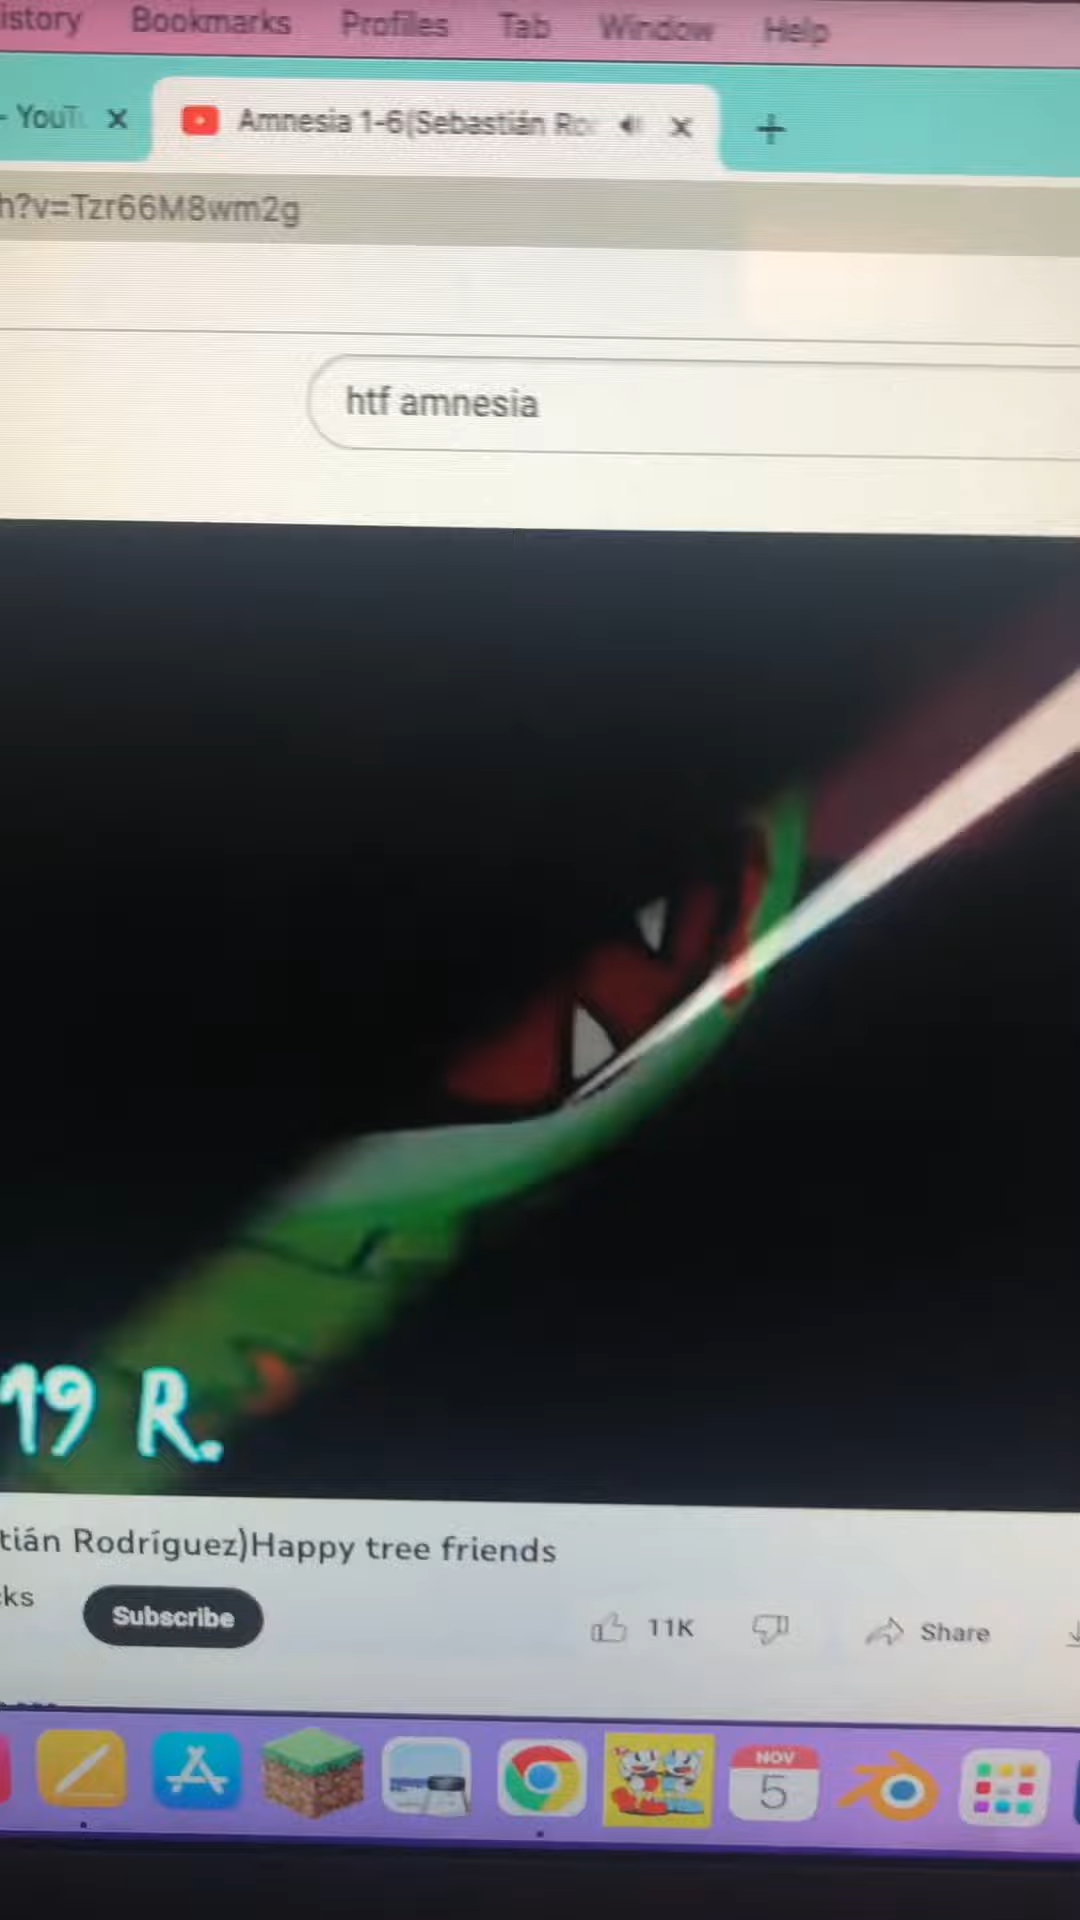 istory Bookmarks Profiles Tab Window Help
- YouT
Amnesia 1-6(Sebastián Ro
h?v=Tzr66M8wm2g
htf amnesia
19 R.
tián Rodríguez)Happy tree friends
ks Subscribe 11K Share
NOV
5